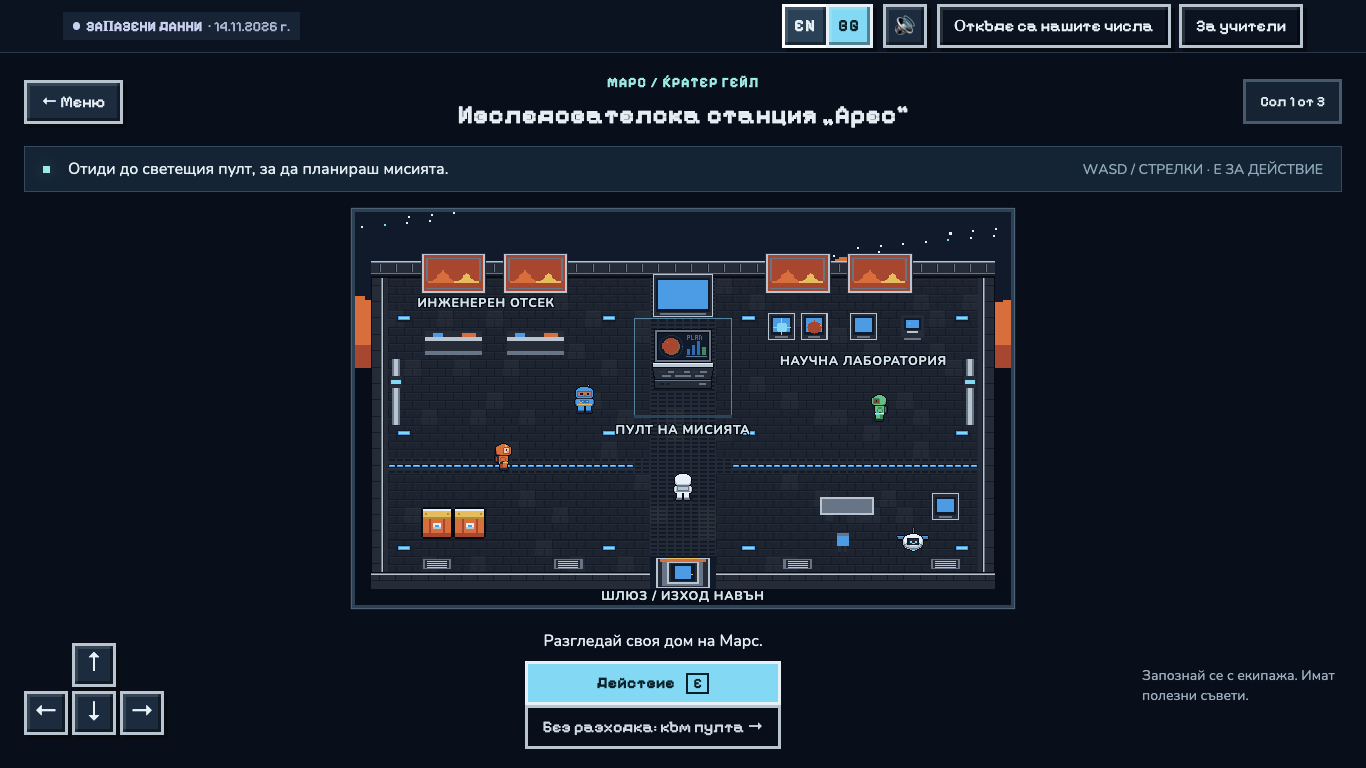 ЗАПАЗЕНИ ДАННИ · 14.11.2026 г.
EN BG
Откъде са нашите числа
За учители
← Меню
МАРС / КРАТЕР ГЕЙЛ
Изследователска станция „Арес“
Сол 1 от 3
Отиди до светещия пулт, за да планираш мисията.
WASD / СТРЕЛКИ · E ЗА ДЕЙСТВИЕ
ИНЖЕНЕРЕН ОТСЕК
PLAN
НАУЧНА ЛАБОРАТОРИЯ
ПУЛТ НА МИСИЯТА
ШЛЮЗ / ИЗХОД НАВЪН
Разгледай своя дом на Марс.
Действие E
Без разходка: към пулта →
↑
← ↓ →
Запознай се с екипажа. Имат
полезни съвети.